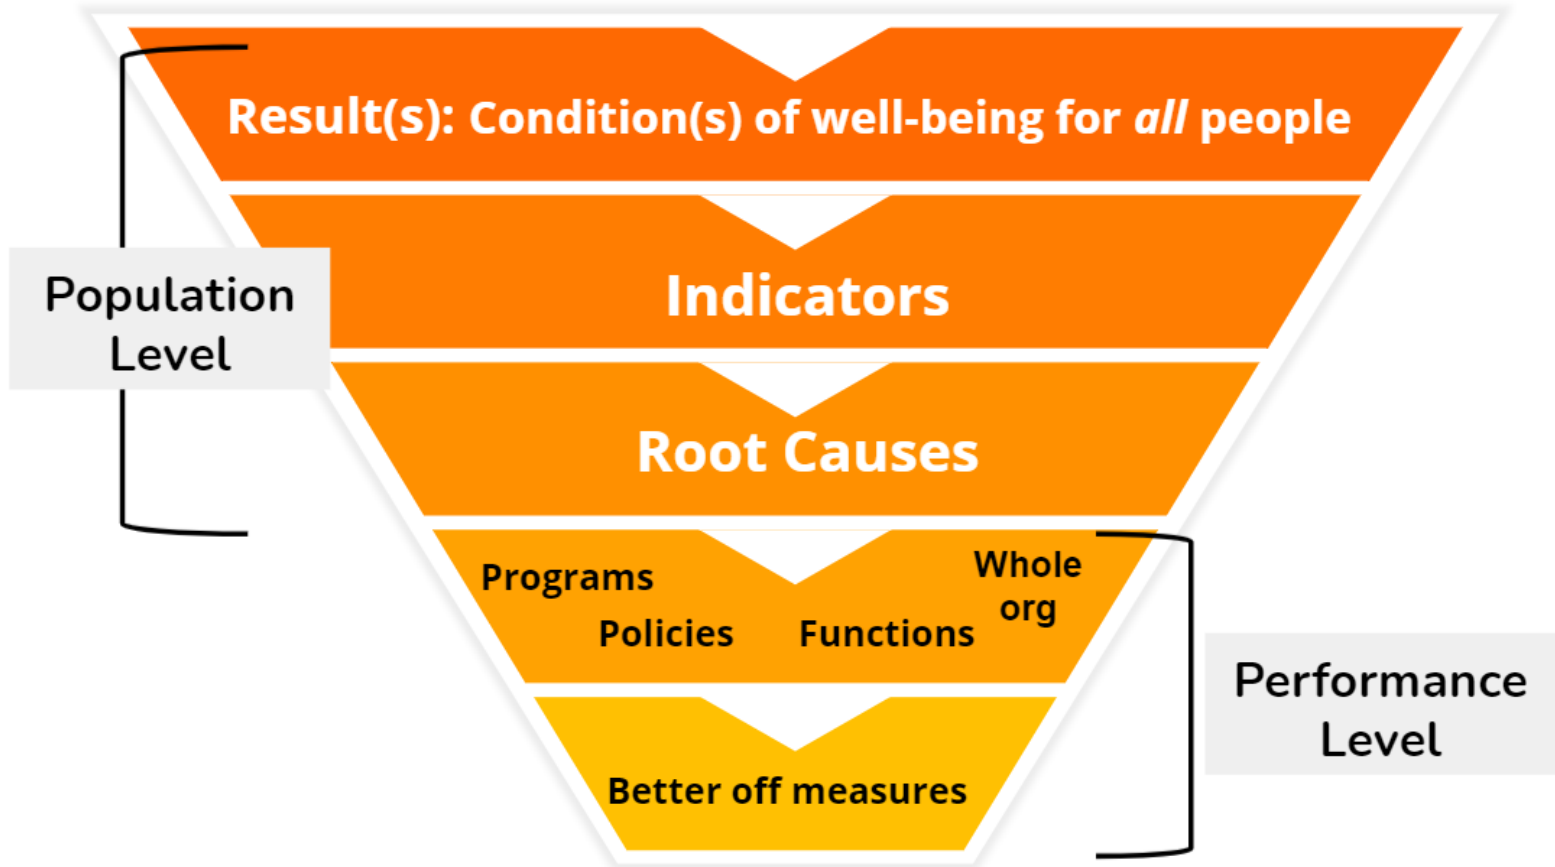 Result(s): Condition(s) of well-being for all people
Indicators
Population
Level
Root Causes
Programs
Policies
Functions
Whole
org
Performance
Level
Better off measures